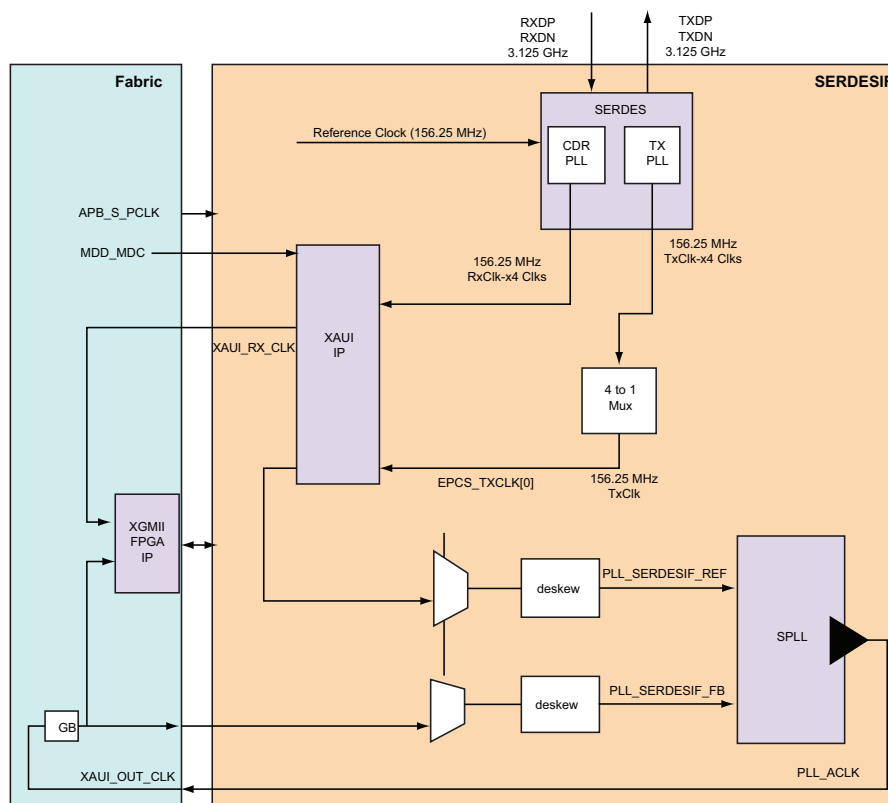 RXDP
RXDN
3.125 GHz
TXDP
TXDN
3.125 GHz
Fabric
SERDESIF
SERDES
Reference Clock (156.25 MHz)
CDR
PLL
TX
PLL
APB_S_PCLK
MDD_MDC
156.25 MHz
RxClk-x4 Clks
156.25 MHz
TxClk-x4 Clks
XAUI_RX_CLK
XAUI
IP
4 to 1
Mux
EPCS_TXCLK[0]
156.25 MHz
TxClk
XGMII
FPGA
IP
deskew
PLL_SERDESIF_REF
SPLL
deskew
PLL_SERDESIF_FB
GB
XAUI_OUT_CLK
PLL_ACLK